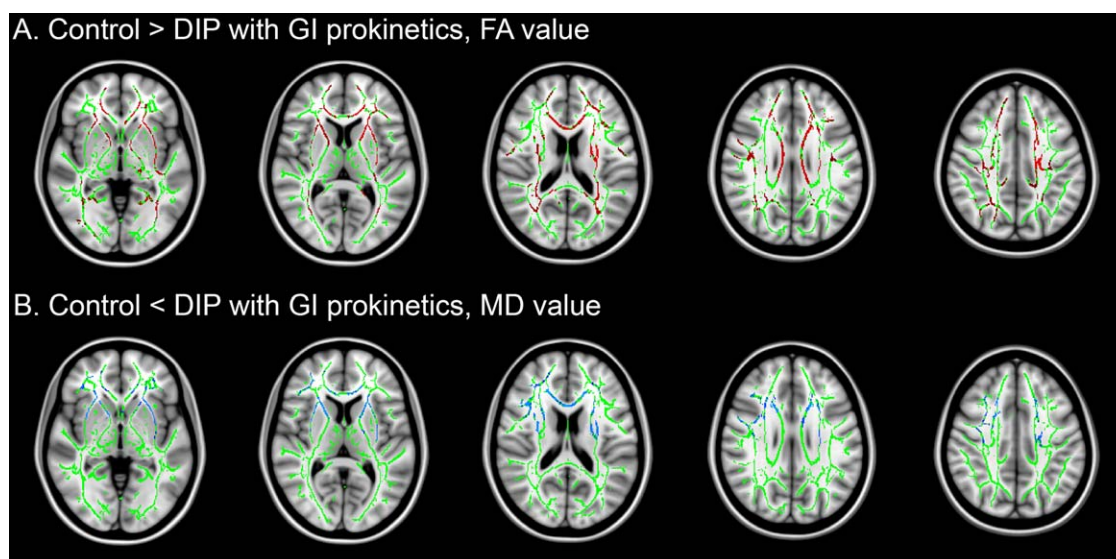 A. Control > DIP with GI prokinetics, FA value
B. Control < DIP with GI prokinetics, MD value